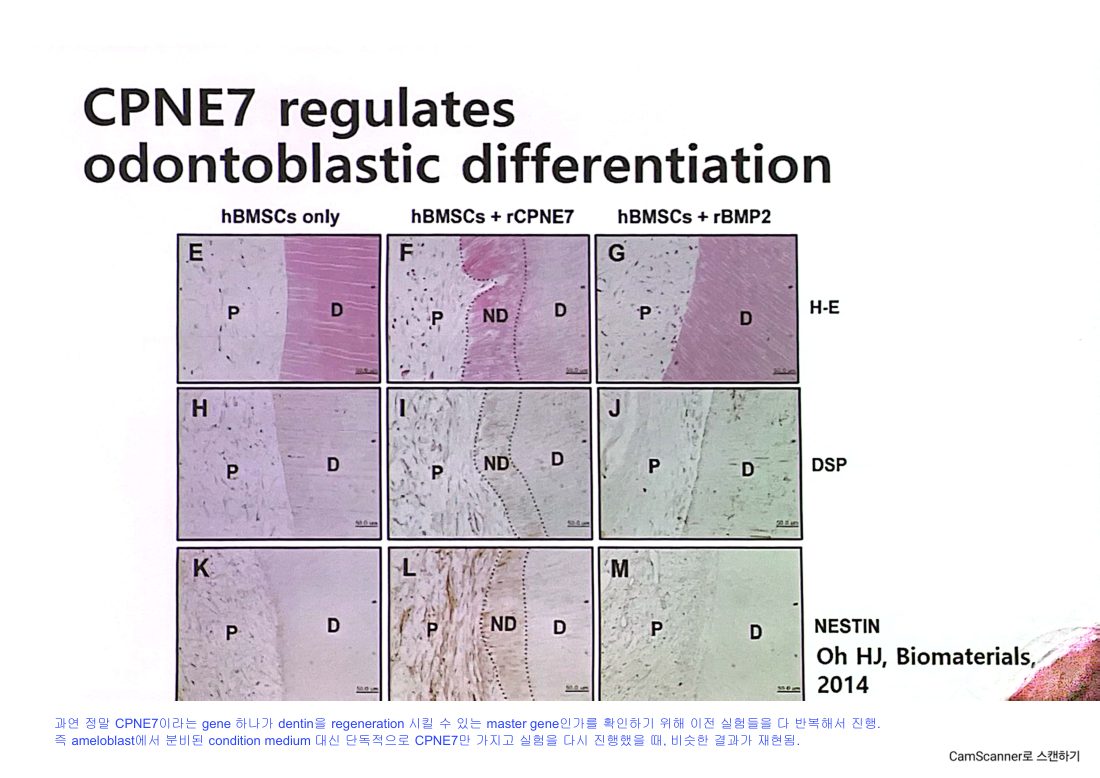 CPNE7 regulates
odontoblastic differentiation
hBMSCs only hBMSCs + rCPNE7 hBMSCs + rBMP2
E P D F P ND D G P D H-E
H P D I P ND D J P D DSP
K P D L P ND D M P D NESTIN
Oh HJ, Biomaterials,
2014
과연 정말 CPNE7이라는 gene 하나가 dentin을 regeneration 시킬 수 있는 master gene인가를 확인하기 위해 이전 실험들을 다 반복해서 진행.
즉 ameloblast에서 분비된 condition medium 대신 단독적으로 CPNE7만 가지고 실험을 다시 진행했을 때, 비슷한 결과가 재현됨.
CamScanner로 스캔하기